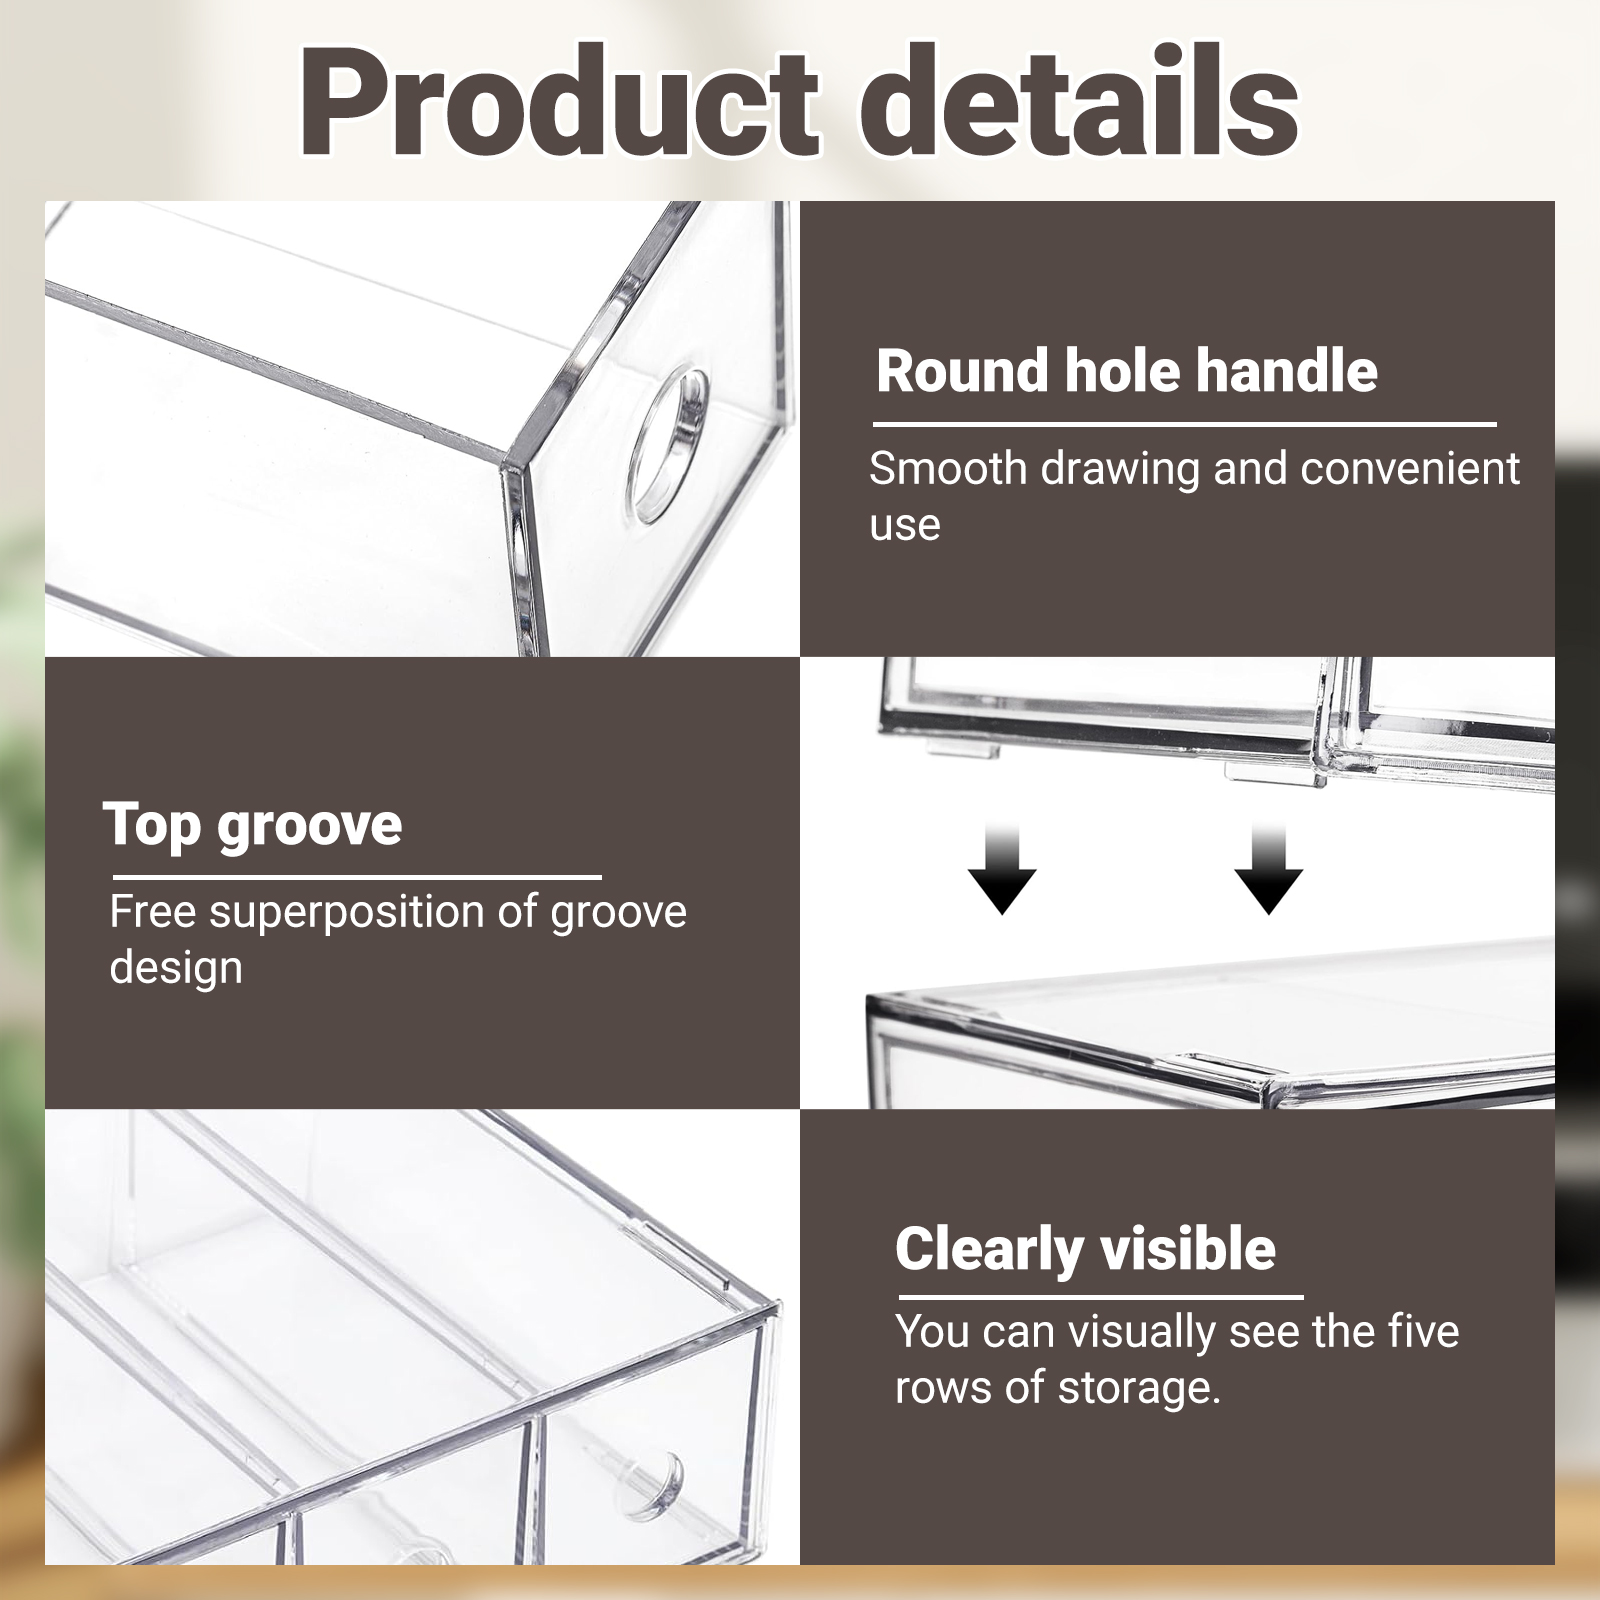 Product details
Round hole handle
Smooth drawing and convenient
use
Top groove
Free superposition of groove
design
Clearly visible
You can visually see the five
rows of storage.